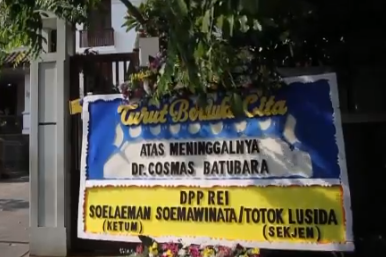 Turut Berduka Cita
ATAS MENINGGALNYA
Dr. COSMAS BATUBARA
DPP REI
SOELAEMAN SOEMAWINATA/TOTOK LUSIDA
(KETUM) (SEKJEN)